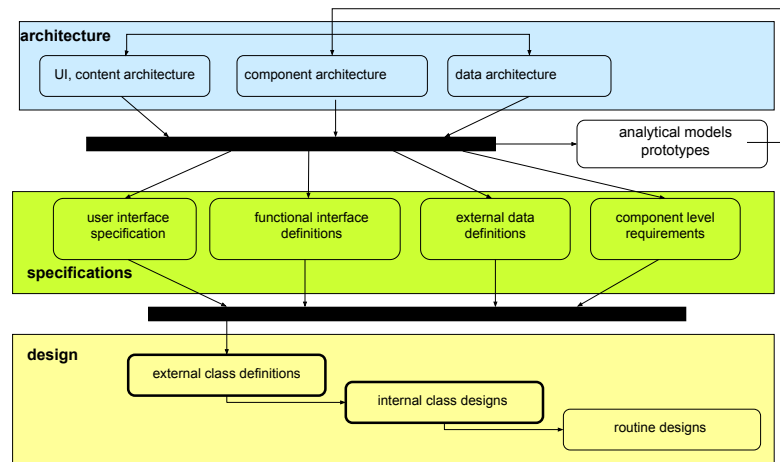 architecture
UI, content architecture
component architecture
data architecture
analytical models
prototypes
user interface
specification
functional interface
definitions
external data
definitions
component level
requirements
specifications
design
external class definitions
internal class designs
routine designs